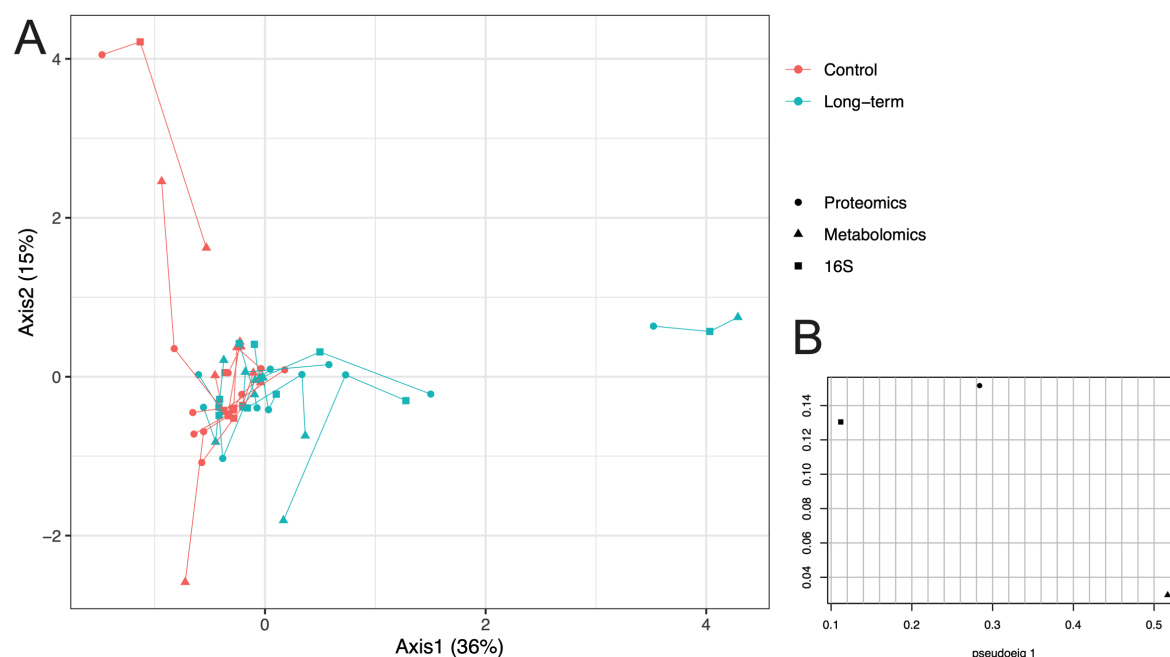 A
4
2
0
−2
Axis2 (15%)
0
2
4
Axis1 (36%)
Control
Long−term
Proteomics
Metabolomics
16S
B
0.14
0.12
0.10
0.08
0.06
0.04
0.1
0.2
0.3
0.4
0.5
pseudoeig 1